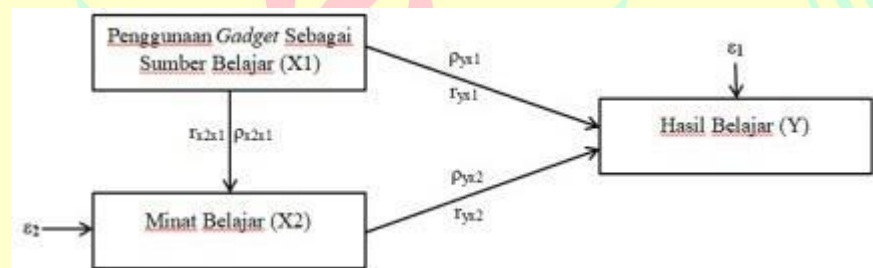 Penggunaan Gadget Sebagai
Sumber Belajar (X1)
ρyx1
ryx1
ε1
Hasil Belajar (Y)
rx2x1 ρx2x1
ρyx2
ryx2
Minat Belajar (X2)
ε2